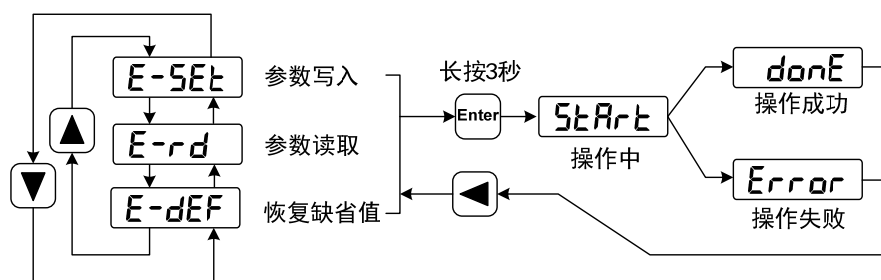 E-SEt 参数写入
E-rd 参数读取
E-dEF 恢复缺省值
长按3秒
Enter
StArt
操作中
donE
操作成功
Error
操作失败